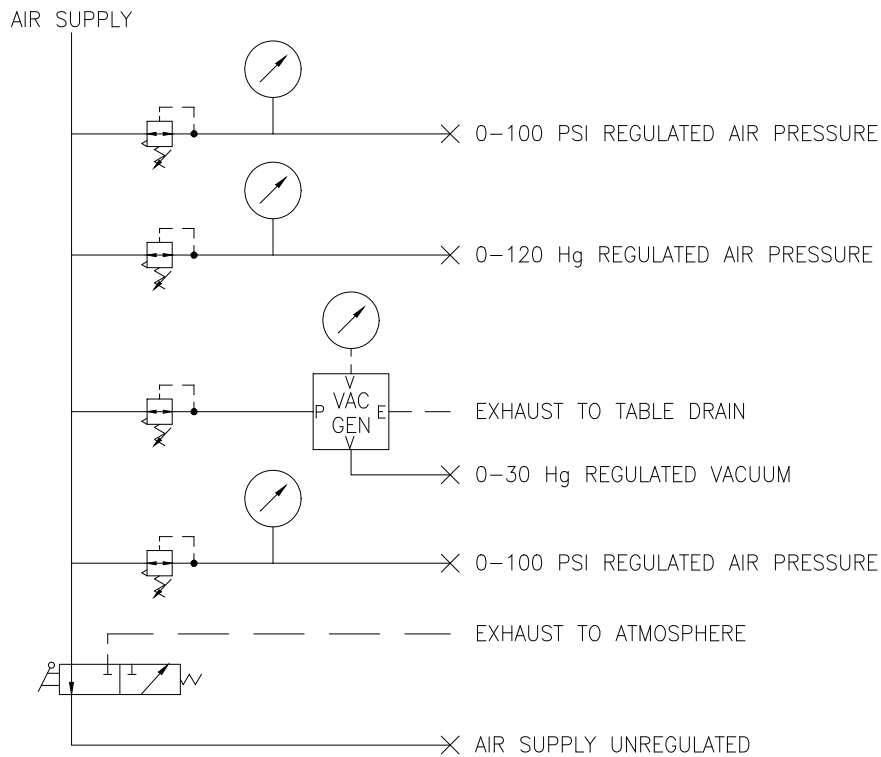 AIR SUPPLY
0-100 PSI REGULATED AIR PRESSURE
0-120 Hg REGULATED AIR PRESSURE
V
P VAC GEN E
V
EXHAUST TO TABLE DRAIN
0-30 Hg REGULATED VACUUM
0-100 PSI REGULATED AIR PRESSURE
EXHAUST TO ATMOSPHERE
AIR SUPPLY UNREGULATED